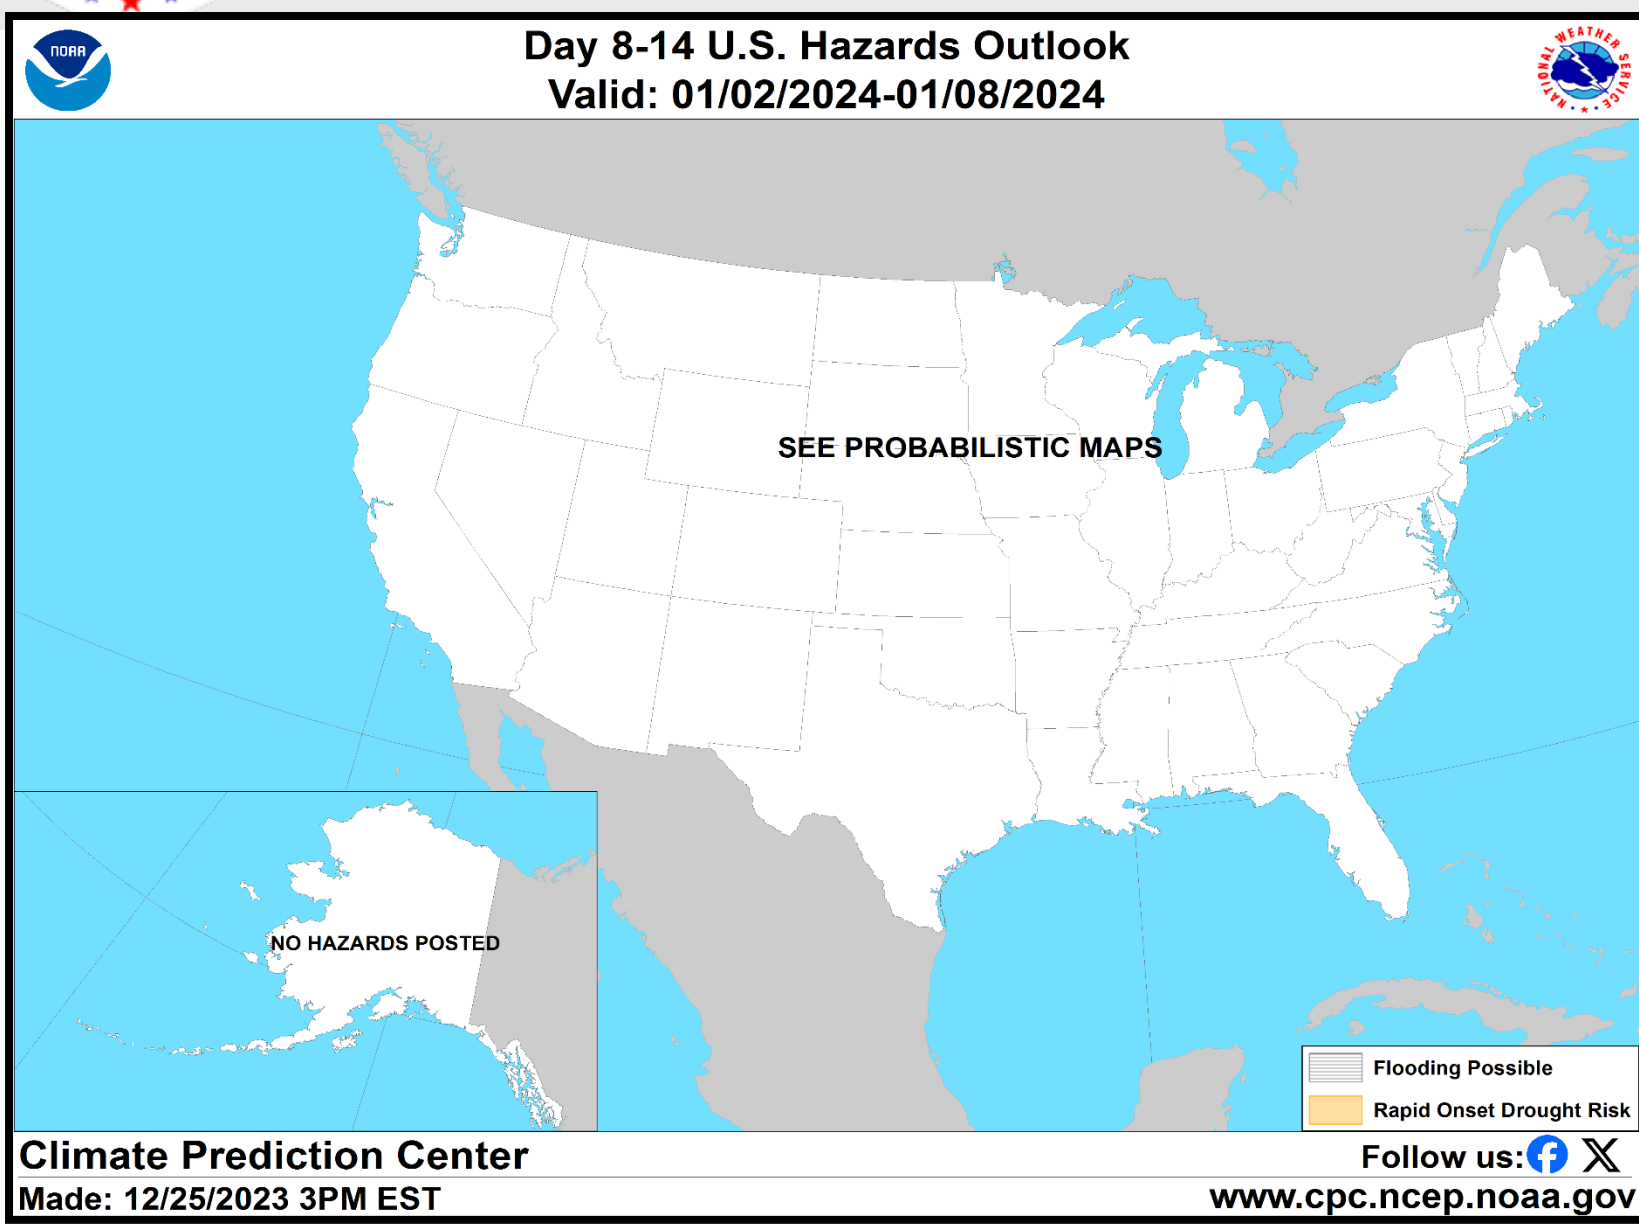 NOAA
Day 8-14 U.S. Hazards Outlook
Valid: 01/02/2024-01/08/2024
NATIONAL WEATHER SERVICE
SEE PROBABILISTIC MAPS
NO HAZARDS POSTED
Flooding Possible
Rapid Onset Drought Risk
Climate Prediction Center
Follow us:
Made: 12/25/2023 3PM EST
www.cpc.ncep.noaa.gov